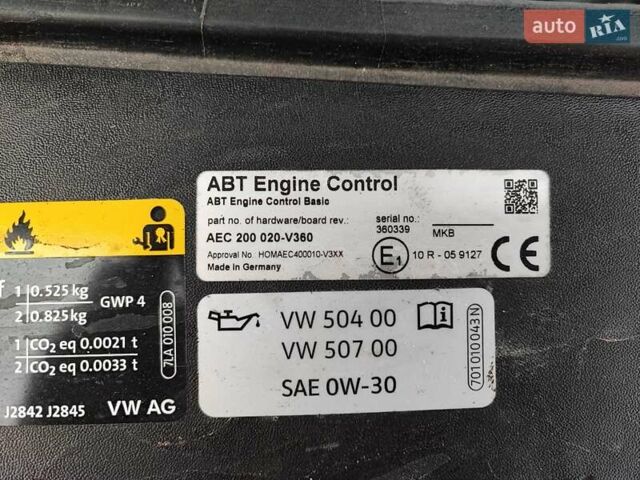 auto RIA.com
ABT Engine Control
ABT Engine Control Basic
part no. of hardware/board rev.:
AEC 200 020-V360
Approval No. HOMAEC400010-V3XX
Made in Germany
serial no.:
360339
MKB
E1 10 R - 05 9127 CE
f 1 0.525 kg
2 0.825 kg
GWP 4
1 CO2 eq 0.0021 t
2 CO2 eq 0.0033 t
7LA 010 008
J2842 J2845 VW AG
VW 504 00
VW 507 00
SAE 0W-30
701010043N